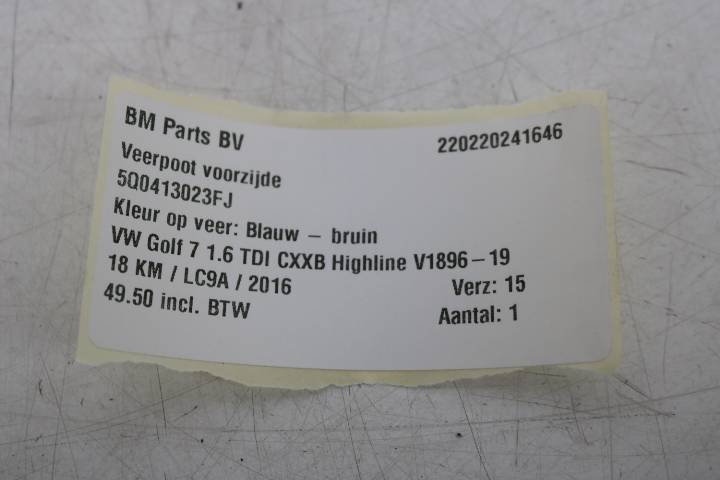 BM Parts BV 220220241646
Veerpoot voorzijde
5Q0413023FJ
Kleur op veer: Blauw – bruin
VW Golf 7 1.6 TDI CXXB Highline V1896–19
18 KM / LC9A / 2016 Verz: 15
49.50 incl. BTW Aantal: 1